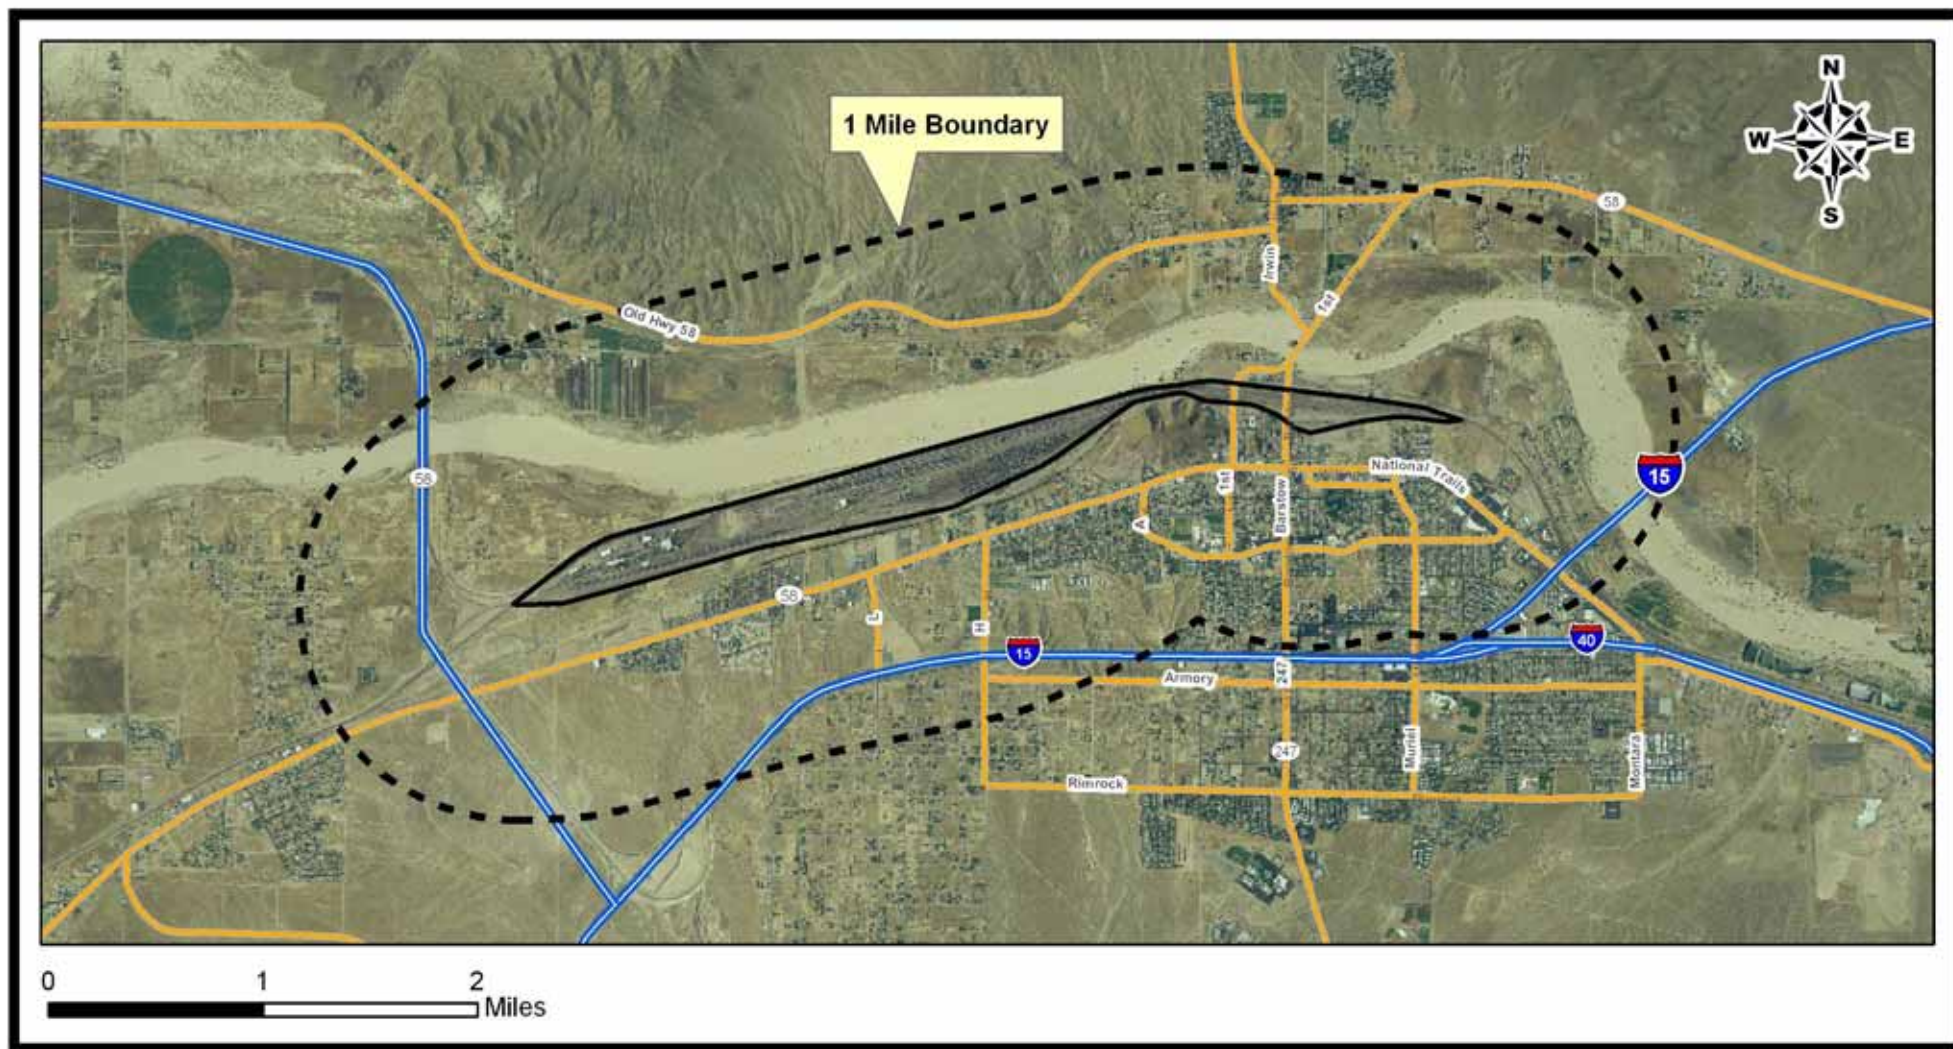 1 Mile Boundary
N
W
E
S
58
Irwin
1st
Old Hwy 58
58
15
National Trails
1st
Barstow
A
58
L
H
15
247
40
Armory
247
Muriel
Montara
Rimrock
0
1
2
Miles